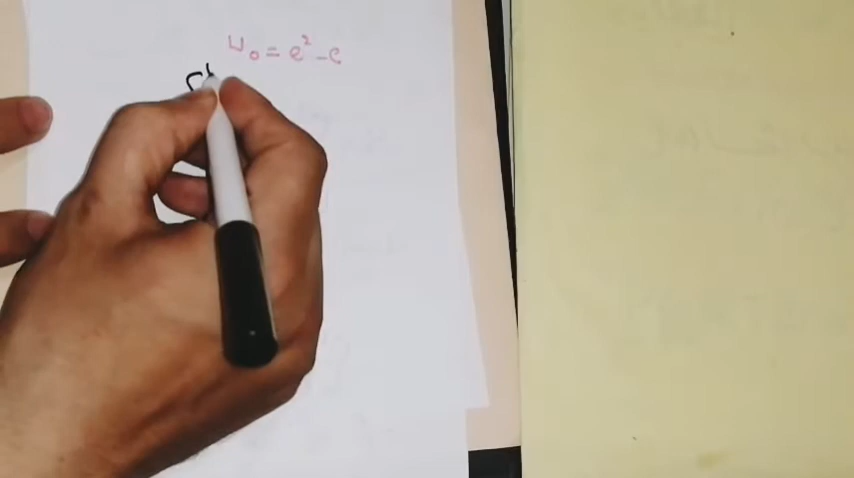 u₀ = e² - e